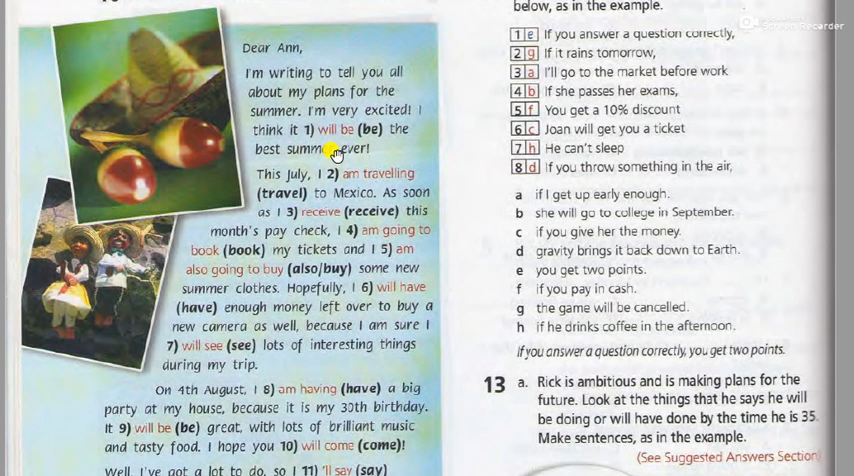 Dear Ann,
I'm writing to tell you all
about my plans for the
summer. I'm very excited! I
think it 1) will be (be) the
best summer ever!
This July, I 2) am travelling
(travel) to Mexico. As soon
as I 3) receive (receive) this
month's pay check, I 4) am going to
book (book) my tickets and I 5) am
also going to buy (also/buy) some new
summer clothes. Hopefully, I 6) will have
(have) enough money left over to buy a
new camera as well, because I am sure I
7) will see (see) lots of interesting things
during my trip.
On 4th August, I 8) am having (have) a big
party at my house, because it is my 30th birthday.
It 9) will be (be) great, with lots of brilliant music
and tasty food. I hope you 10) will come (come)!
Well, I've got a lot to do, so I 11) 'll say (say)
below, as in the example.
1 e If you answer a question correctly,
2 g If it rains tomorrow,
3 a I'll go to the market before work
4 b If she passes her exams,
5 f You get a 10% discount
6 c Joan will get you a ticket
7 h He can't sleep
8 d If you throw something in the air,
a if I get up early enough.
b she will go to college in September.
c if you give her the money.
d gravity brings it back down to Earth.
e you get two points.
f if you pay in cash.
g the game will be cancelled.
h if he drinks coffee in the afternoon.
If you answer a question correctly, you get two points.
13 a. Rick is ambitious and is making plans for the
future. Look at the things that he says he will
be doing or will have done by the time he is 35.
Make sentences, as in the example.
(See Suggested Answers Section)
Screen Recorder